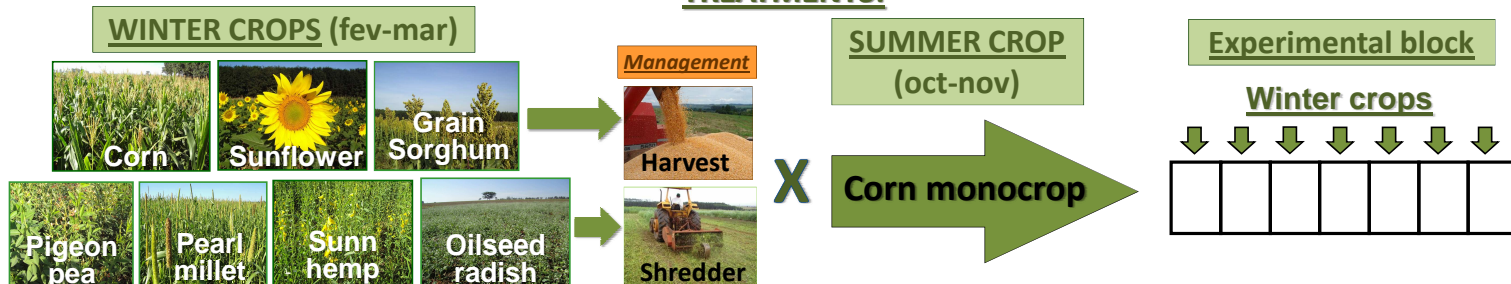 TREATMENTS:
WINTER CROPS (fev-mar)
Corn
Sunflower
Grain
Sorghum
Pigeon
pea
Pearl
millet
Sunn
hemp
Oilseed
radish
Management
Harvest
Shredder
X
SUMMER CROP
(oct-nov)
Corn monocrop
Experimental block
Winter crops